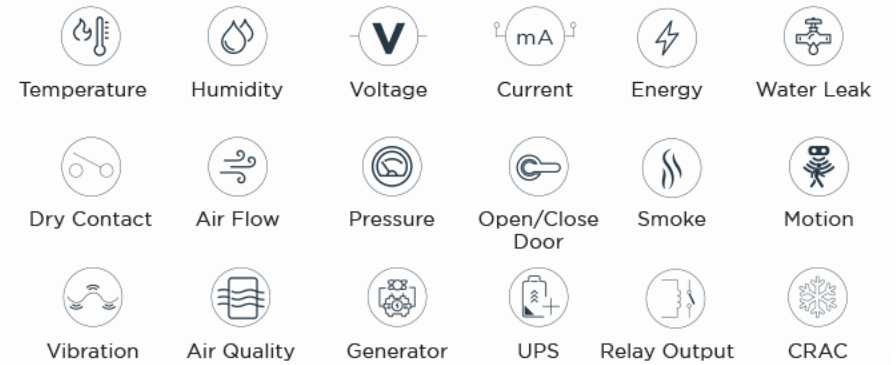 V
mA
Temperature
Humidity
Voltage
Current
Energy
Water Leak
Dry Contact
Air Flow
Pressure
Open/Close
Door
Smoke
Motion
Vibration
Air Quality
Generator
UPS
Relay Output
CRAC